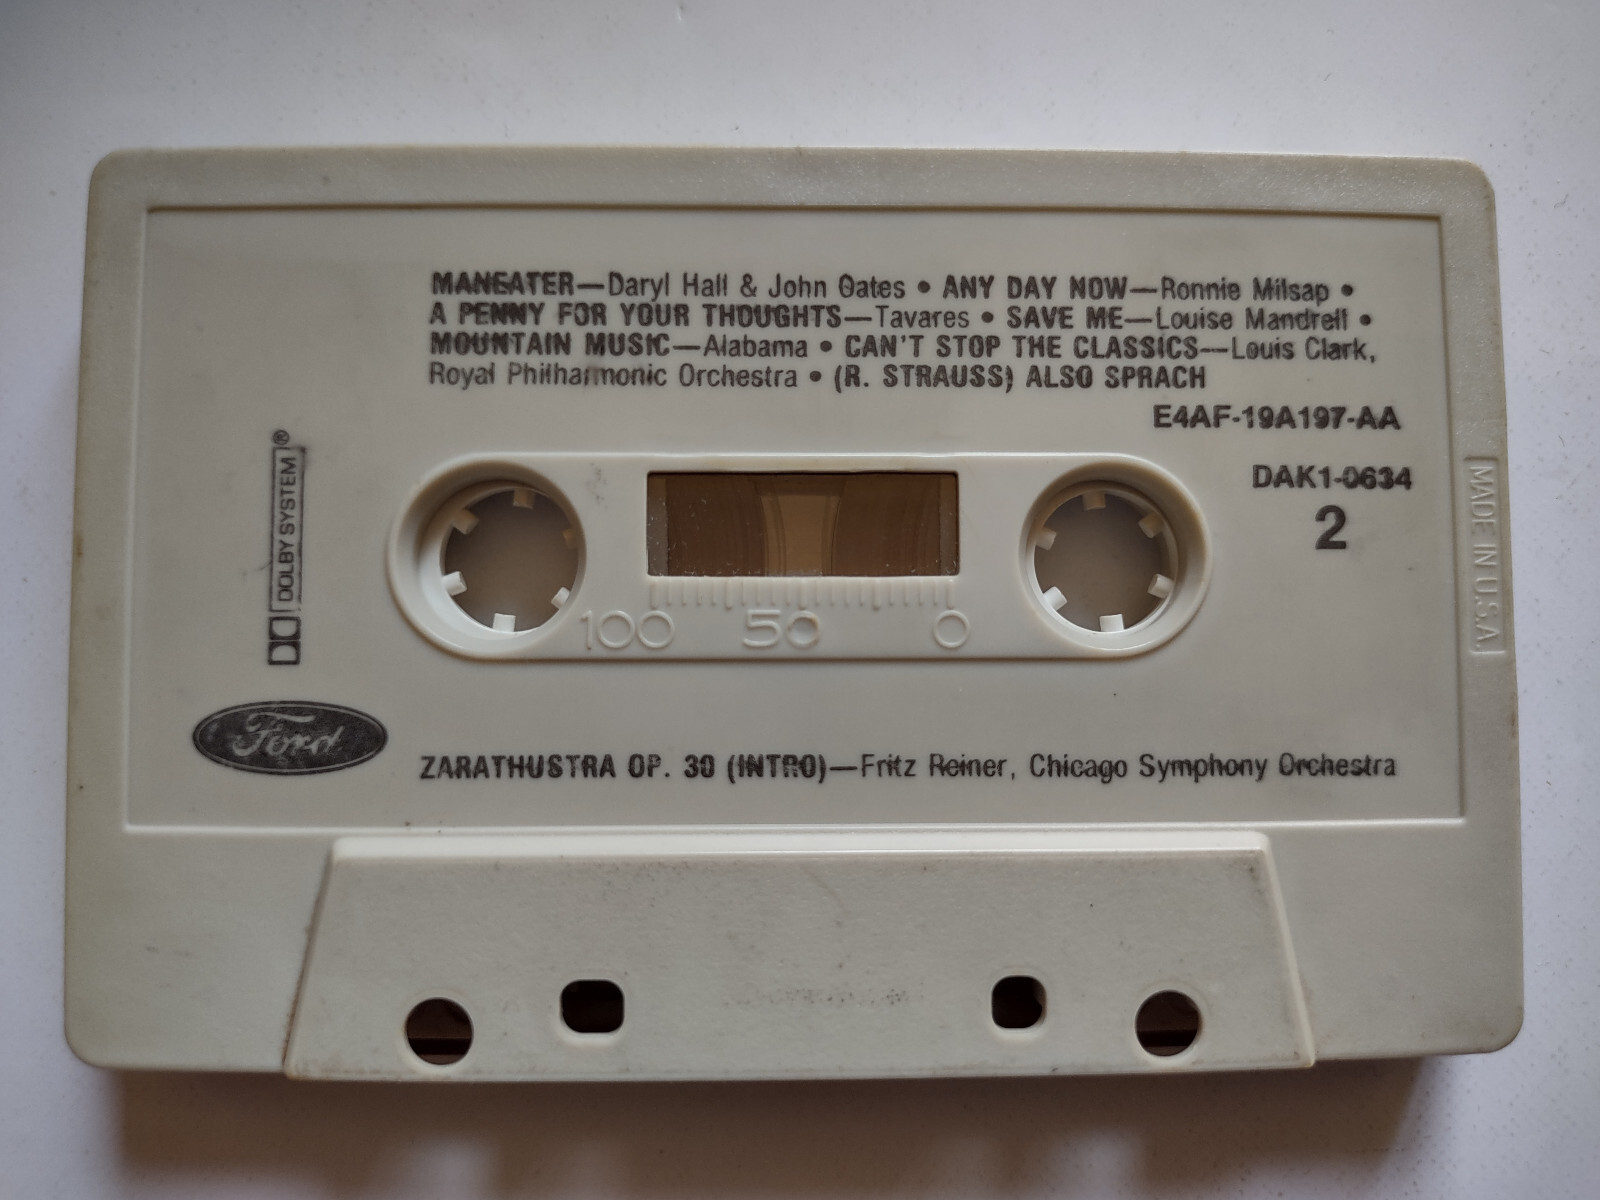 MANEATER—Daryl Hall & John Oates • ANY DAY NOW—Ronnie Milsap •
A PENNY FOR YOUR THOUGHTS—Tavares • SAVE ME—Louise Mandrell •
MOUNTAIN MUSIC—Alabama • CAN'T STOP THE CLASSICS—Louis Clark,
Royal Philharmonic Orchestra • (R. STRAUSS) ALSO SPRACH
E4AF-19A197-AA
DAK1-0634
2
DOLBY SYSTEM®
MADE IN U.S.A.
100 50 0
Ford
ZARATHUSTRA OP. 30 (INTRO)—Fritz Reiner, Chicago Symphony Orchestra